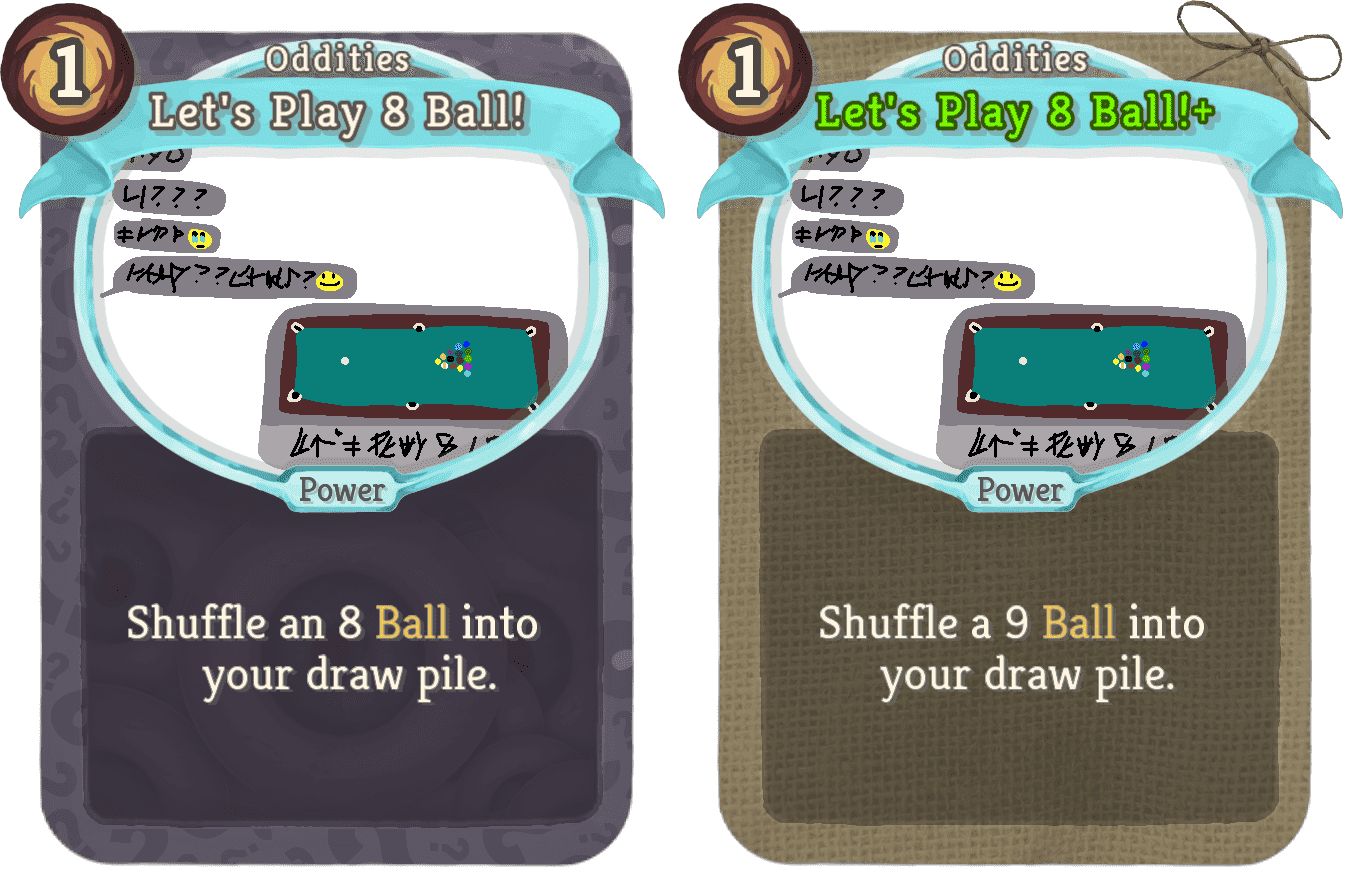 1
Oddities
Let's Play 8 Ball!
Power
Shuffle an 8 Ball into
your draw pile.
1
Oddities
Let's Play 8 Ball!+
Power
Shuffle a 9 Ball into
your draw pile.